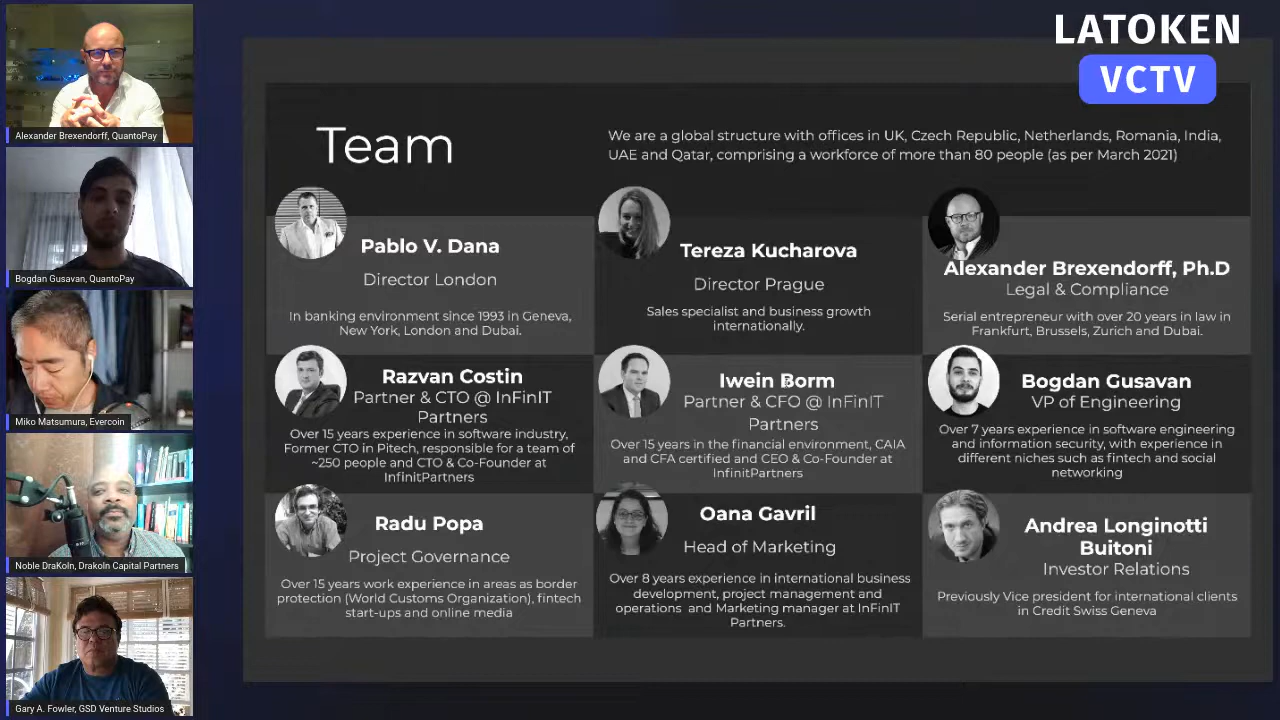 LATOKEN
VCTV
Alexander Brexendorff, QuantoPay
Bogdan Gusavan, QuantoPay
Miko Matsumura, Evercoin
Noble DraKoln, Drakoln Capital Partners
Gary A. Fowler, GSD Venture Studios
Team
We are a global structure with offices in UK, Czech Republic, Netherlands, Romania, India,
UAE and Qatar, comprising a workforce of more than 80 people (as per March 2021)
Pablo V. Dana
Director London
In banking environment since 1993 in Geneva,
New York, London and Dubai.
Tereza Kucharova
Director Prague
Sales specialist and business growth
internationally.
Alexander Brexendorff, Ph.D
Legal & Compliance
Serial entrepreneur with over 20 years in law in
Frankfurt, Brussels, Zurich and Dubai.
Razvan Costin
Partner & CTO @ InFinIT
Partners
Over 15 years experience in software industry,
Former CTO in Pitech, responsible for a team of
~250 people and CTO & Co-Founder at
InfinitPartners
Iwein Borm
Partner & CFO @ InFinIT
Partners
Over 15 years in the financial environment, CAIA
and CFA certified and CEO & Co-Founder at
InfinitPartners
Bogdan Gusavan
VP of Engineering
Over 7 years experience in software engineering
and information security, with experience in
different niches such as fintech and social
networking
Radu Popa
Project Governance
Over 15 years work experience in areas as border
protection (World Customs Organization), fintech
start-ups and online media
Oana Gavril
Head of Marketing
Over 8 years experience in international business
development, project management and
operations and Marketing manager at InFinIT
Partners.
Andrea Longinotti
Buitoni
Investor Relations
Previously Vice president for international clients
in Credit Swiss Geneva